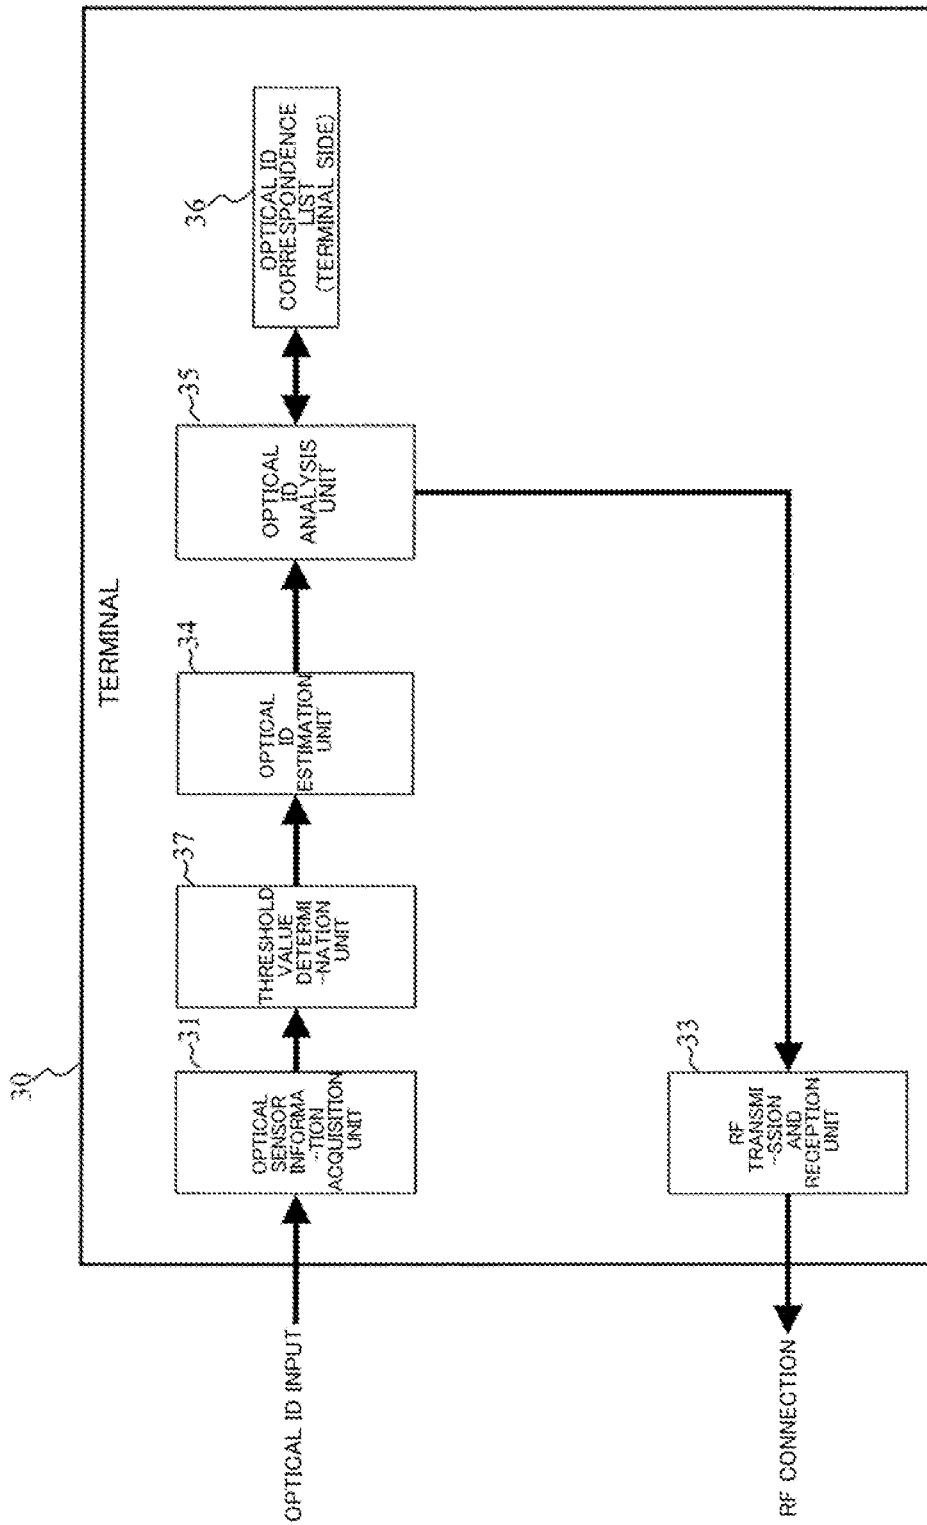 30
TERMINAL
OPTICAL ID INPUT
31
OPTICAL
SENSOR
INFORMA
-TION
ACQUISITION
UNIT
37
THRESHOLD
VALUE
DETERMI
-NATION
UNIT
34
OPTICAL
ID
ESTIMATION
UNIT
35
OPTICAL
ID
ANALYSIS
UNIT
36
OPTICAL ID
CORRESPONDENCE
LIST
(TERMINAL SIDE)
RF CONNECTION
33
RF
TRANSMI
-SSION
AND
RECEPTION
UNIT